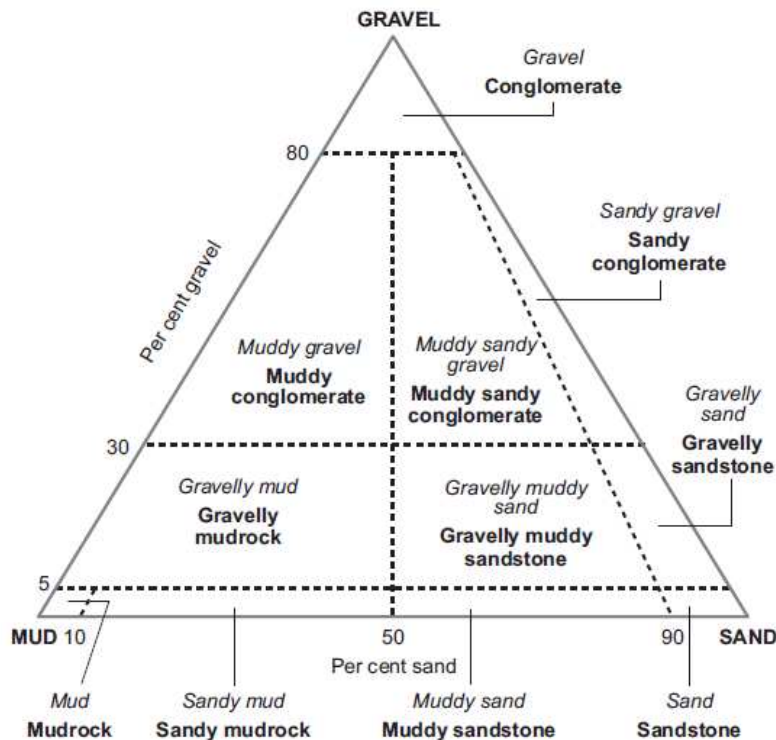 GRAVEL
Gravel
Conglomerate
80
Sandy gravel
Sandy
conglomerate
Per cent gravel
Muddy gravel
Muddy
conglomerate
Muddy sandy
gravel
Muddy sandy
conglomerate
Gravelly
sand
Gravelly
sandstone
30
Gravelly mud
Gravelly
mudrock
Gravelly muddy
sand
Gravelly muddy
sandstone
5
MUD 10 50 90 SAND
Per cent sand
Mud
Mudrock
Sandy mud
Sandy mudrock
Muddy sand
Muddy sandstone
Sand
Sandstone